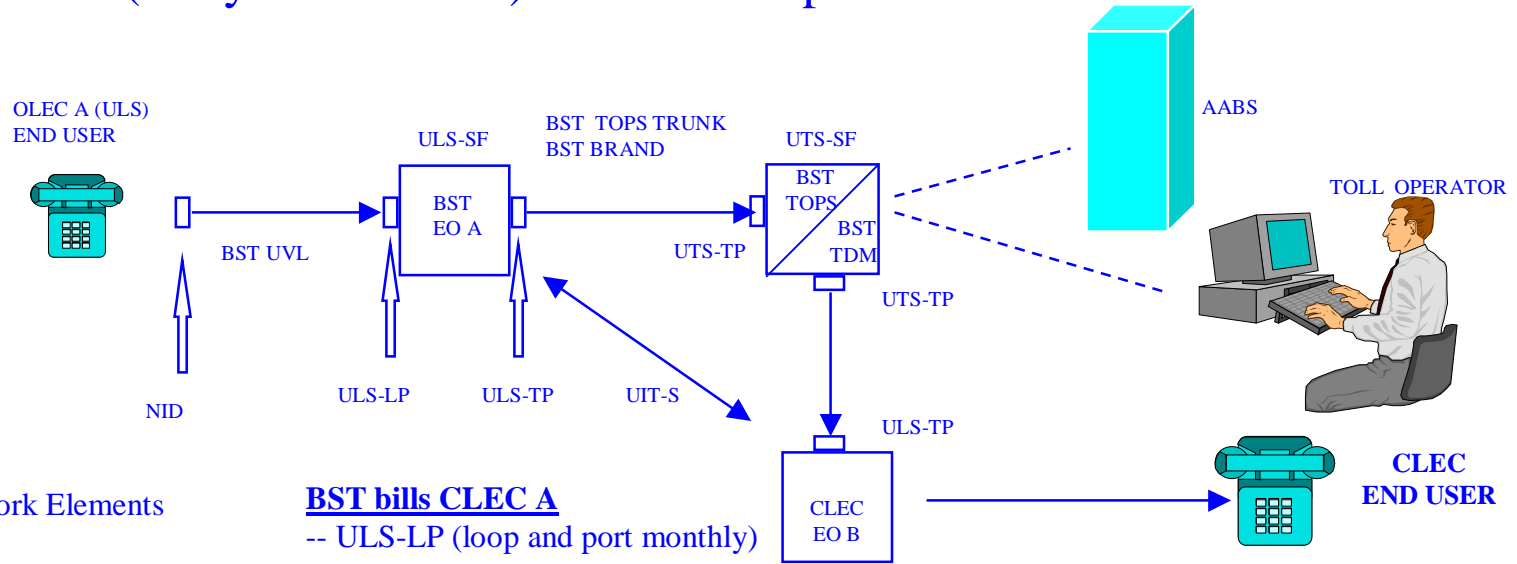 OLEC A (ULS)
END USER
ULS-SF
BST TOPS TRUNK
BST BRAND
UTS-SF
AABS
TOLL OPERATOR
BST
EO A
BST
TOPS
BST
TDM
BST UVL
UTS-TP
UTS-TP
NID
ULS-LP
ULS-TP
UIT-S
ULS-TP
CLEC
END USER
ork Elements
BST bills CLEC A
-- ULS-LP (loop and port monthly)
CLEC
EO B